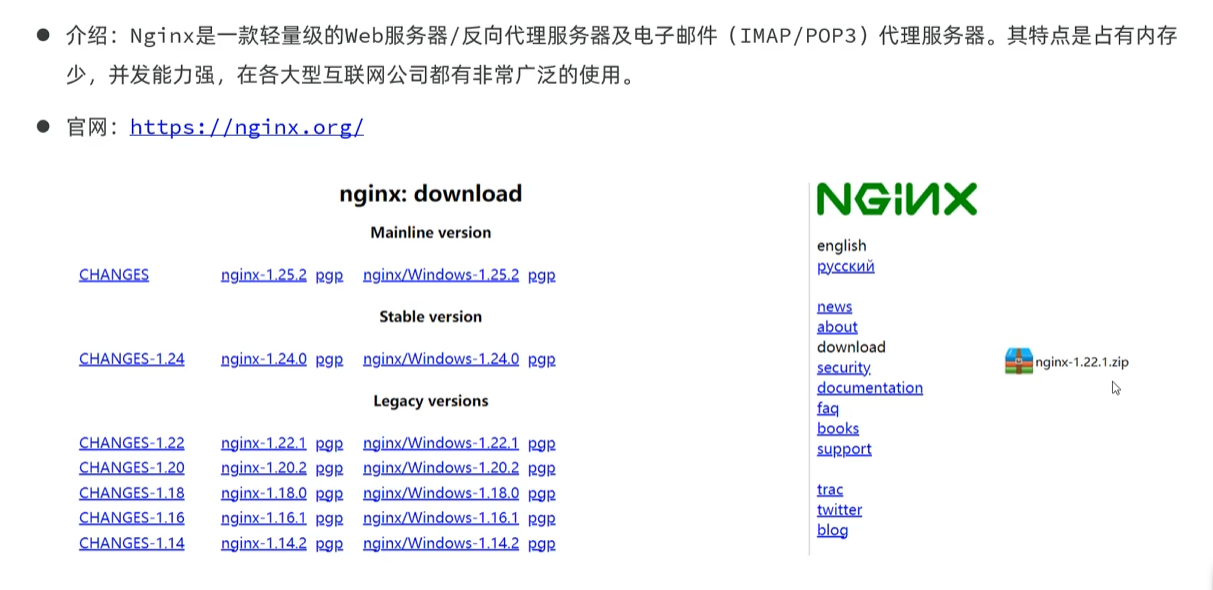 ● 介绍：Nginx是一款轻量级的Web服务器/反向代理服务器及电子邮件（IMAP/POP3）代理服务器。其特点是占有内存
少，并发能力强，在各大型互联网公司都有非常广泛的使用。
● 官网：https://nginx.org/
nginx: download
Mainline version
CHANGES nginx-1.25.2 pgp nginx/Windows-1.25.2 pgp
Stable version
CHANGES-1.24 nginx-1.24.0 pgp nginx/Windows-1.24.0 pgp
Legacy versions
CHANGES-1.22 nginx-1.22.1 pgp nginx/Windows-1.22.1 pgp
CHANGES-1.20 nginx-1.20.2 pgp nginx/Windows-1.20.2 pgp
CHANGES-1.18 nginx-1.18.0 pgp nginx/Windows-1.18.0 pgp
CHANGES-1.16 nginx-1.16.1 pgp nginx/Windows-1.16.1 pgp
CHANGES-1.14 nginx-1.14.2 pgp nginx/Windows-1.14.2 pgp
NGINX
english
русский
news
about
download
security
documentation
faq
books
support
trac
twitter
blog
nginx-1.22.1.zip